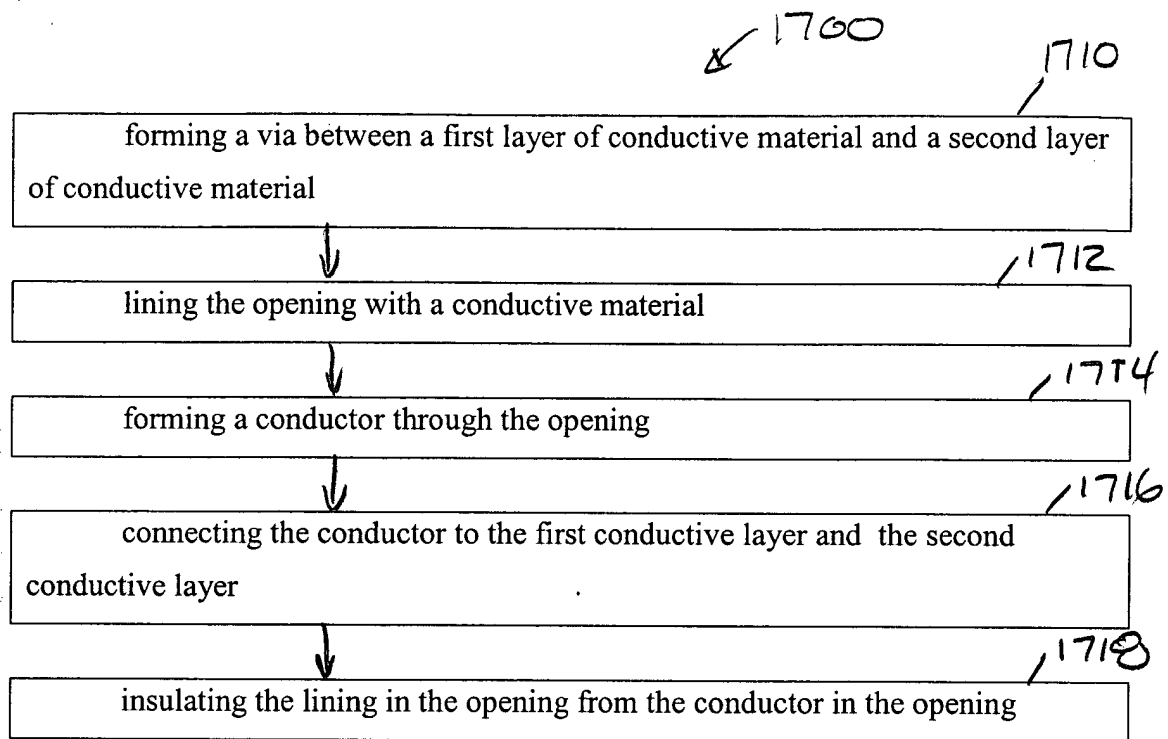 1700
1710
forming a via between a first layer of conductive material and a second layer
of conductive material
1712
lining the opening with a conductive material
1714
forming a conductor through the opening
1716
connecting the conductor to the first conductive layer and the second
conductive layer
1718
insulating the lining in the opening from the conductor in the opening